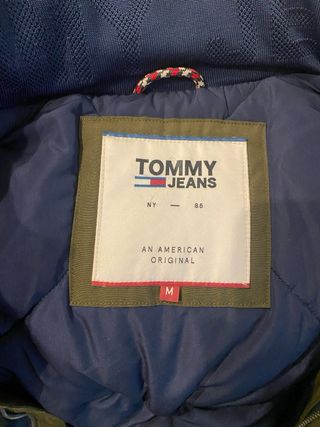 TOMMY
JEANS
NY — 85
AN AMERICAN
ORIGINAL
M